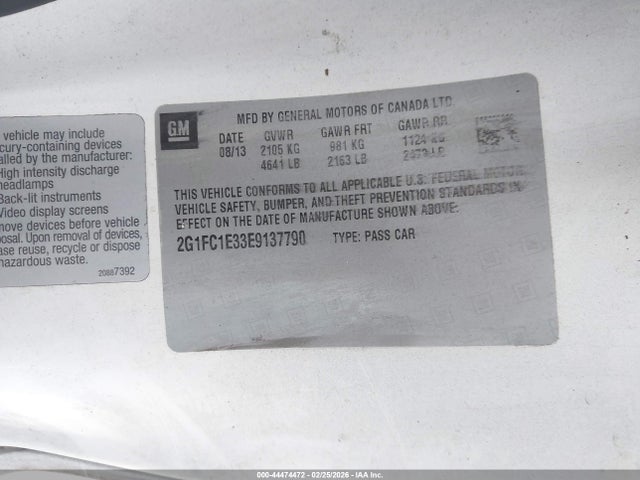 vehicle may include
cury-containing devices
alled by the manufacturer:
High intensity discharge
headlamps
Back-lit instruments
Video display screens
move devices before vehicle
posal. Upon removal of devices,
ase reuse, recycle or dispose
hazardous waste.
20887392
GM
MFD BY GENERAL MOTORS OF CANADA LTD
DATE GVWR GAWR FRT GAWR RR
08/13 2105 KG 981 KG 1124 KG
4641 LB 2163 LB 2479 LB
THIS VEHICLE CONFORMS TO ALL APPLICABLE U.S. FEDERAL MOTOR
VEHICLE SAFETY, BUMPER, AND THEFT PREVENTION STANDARDS IN
EFFECT ON THE DATE OF MANUFACTURE SHOWN ABOVE:
2G1FC1E33E9137790 TYPE: PASS CAR
000-44474472 | 02/25/2026 - IAA Inc.